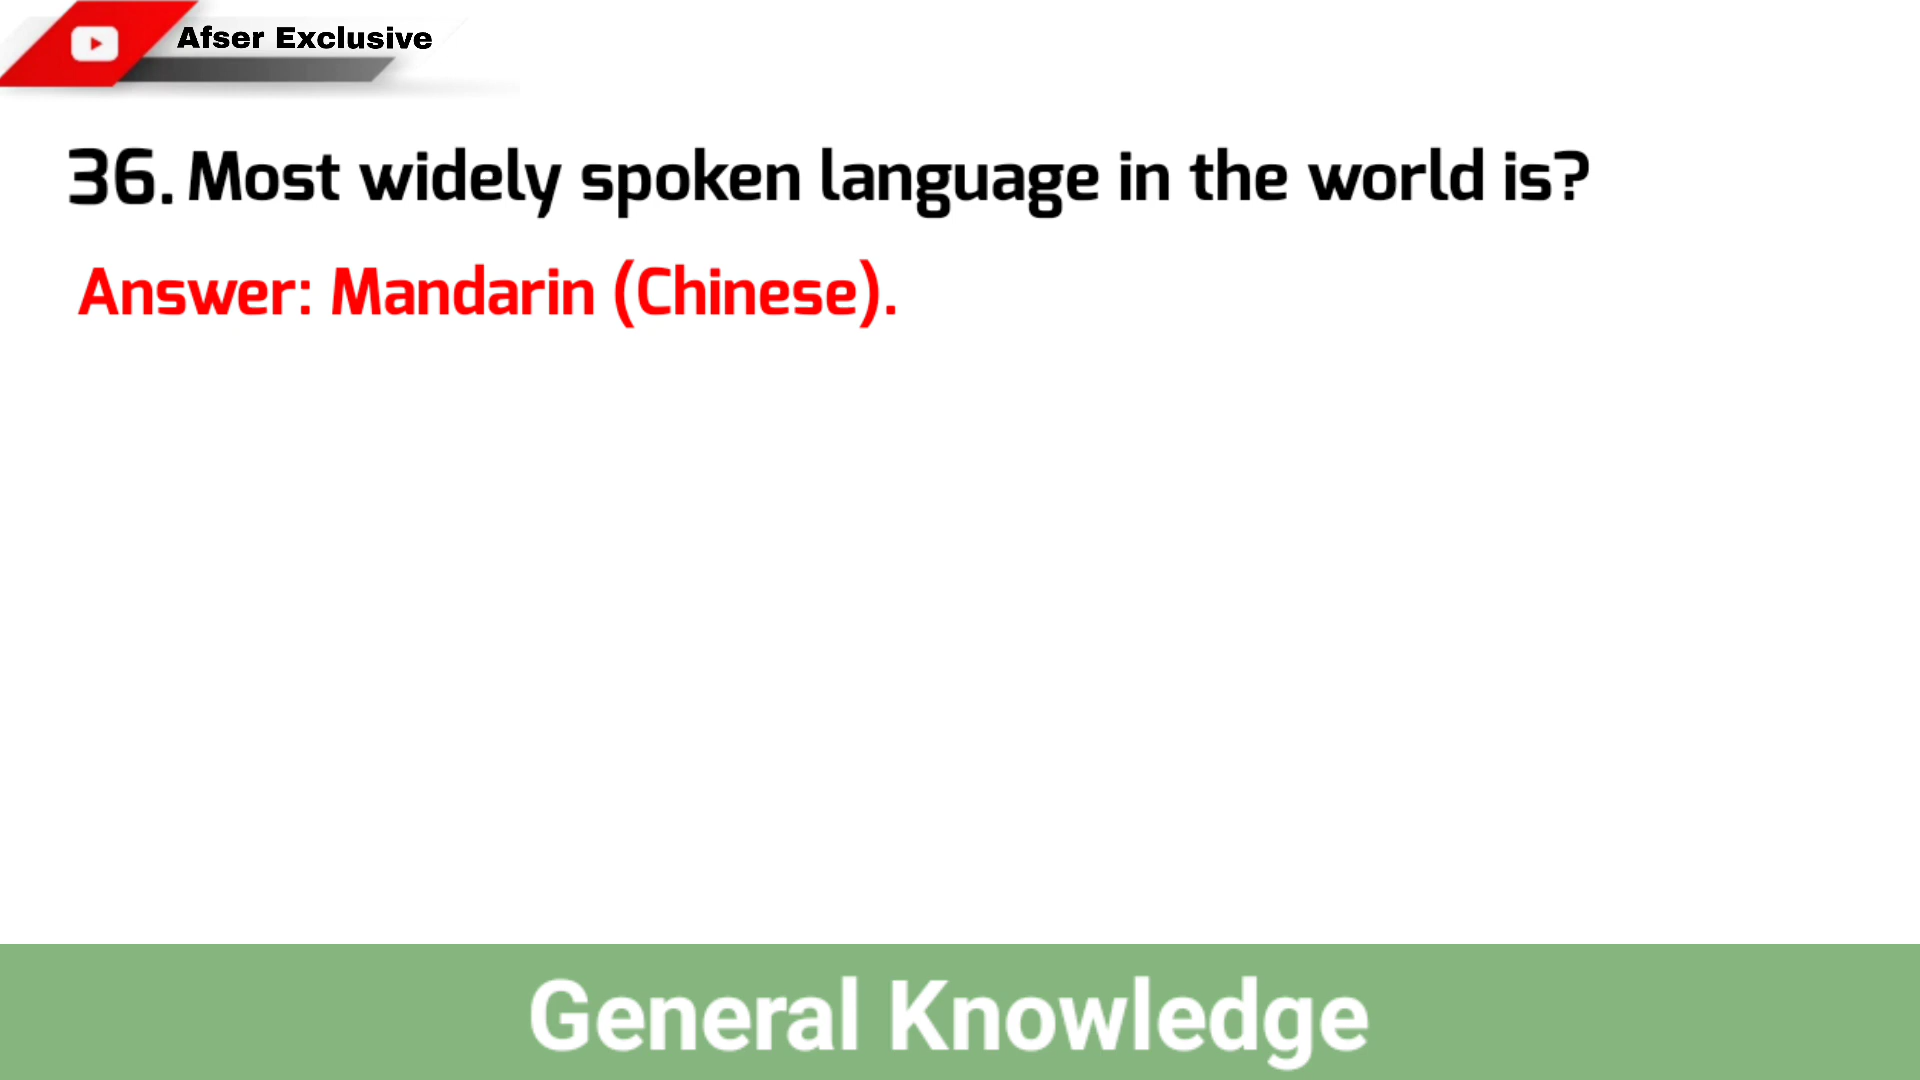 Afser Exclusive
36. Most widely spoken language in the world is?
Answer: Mandarin (Chinese).
General Knowledge